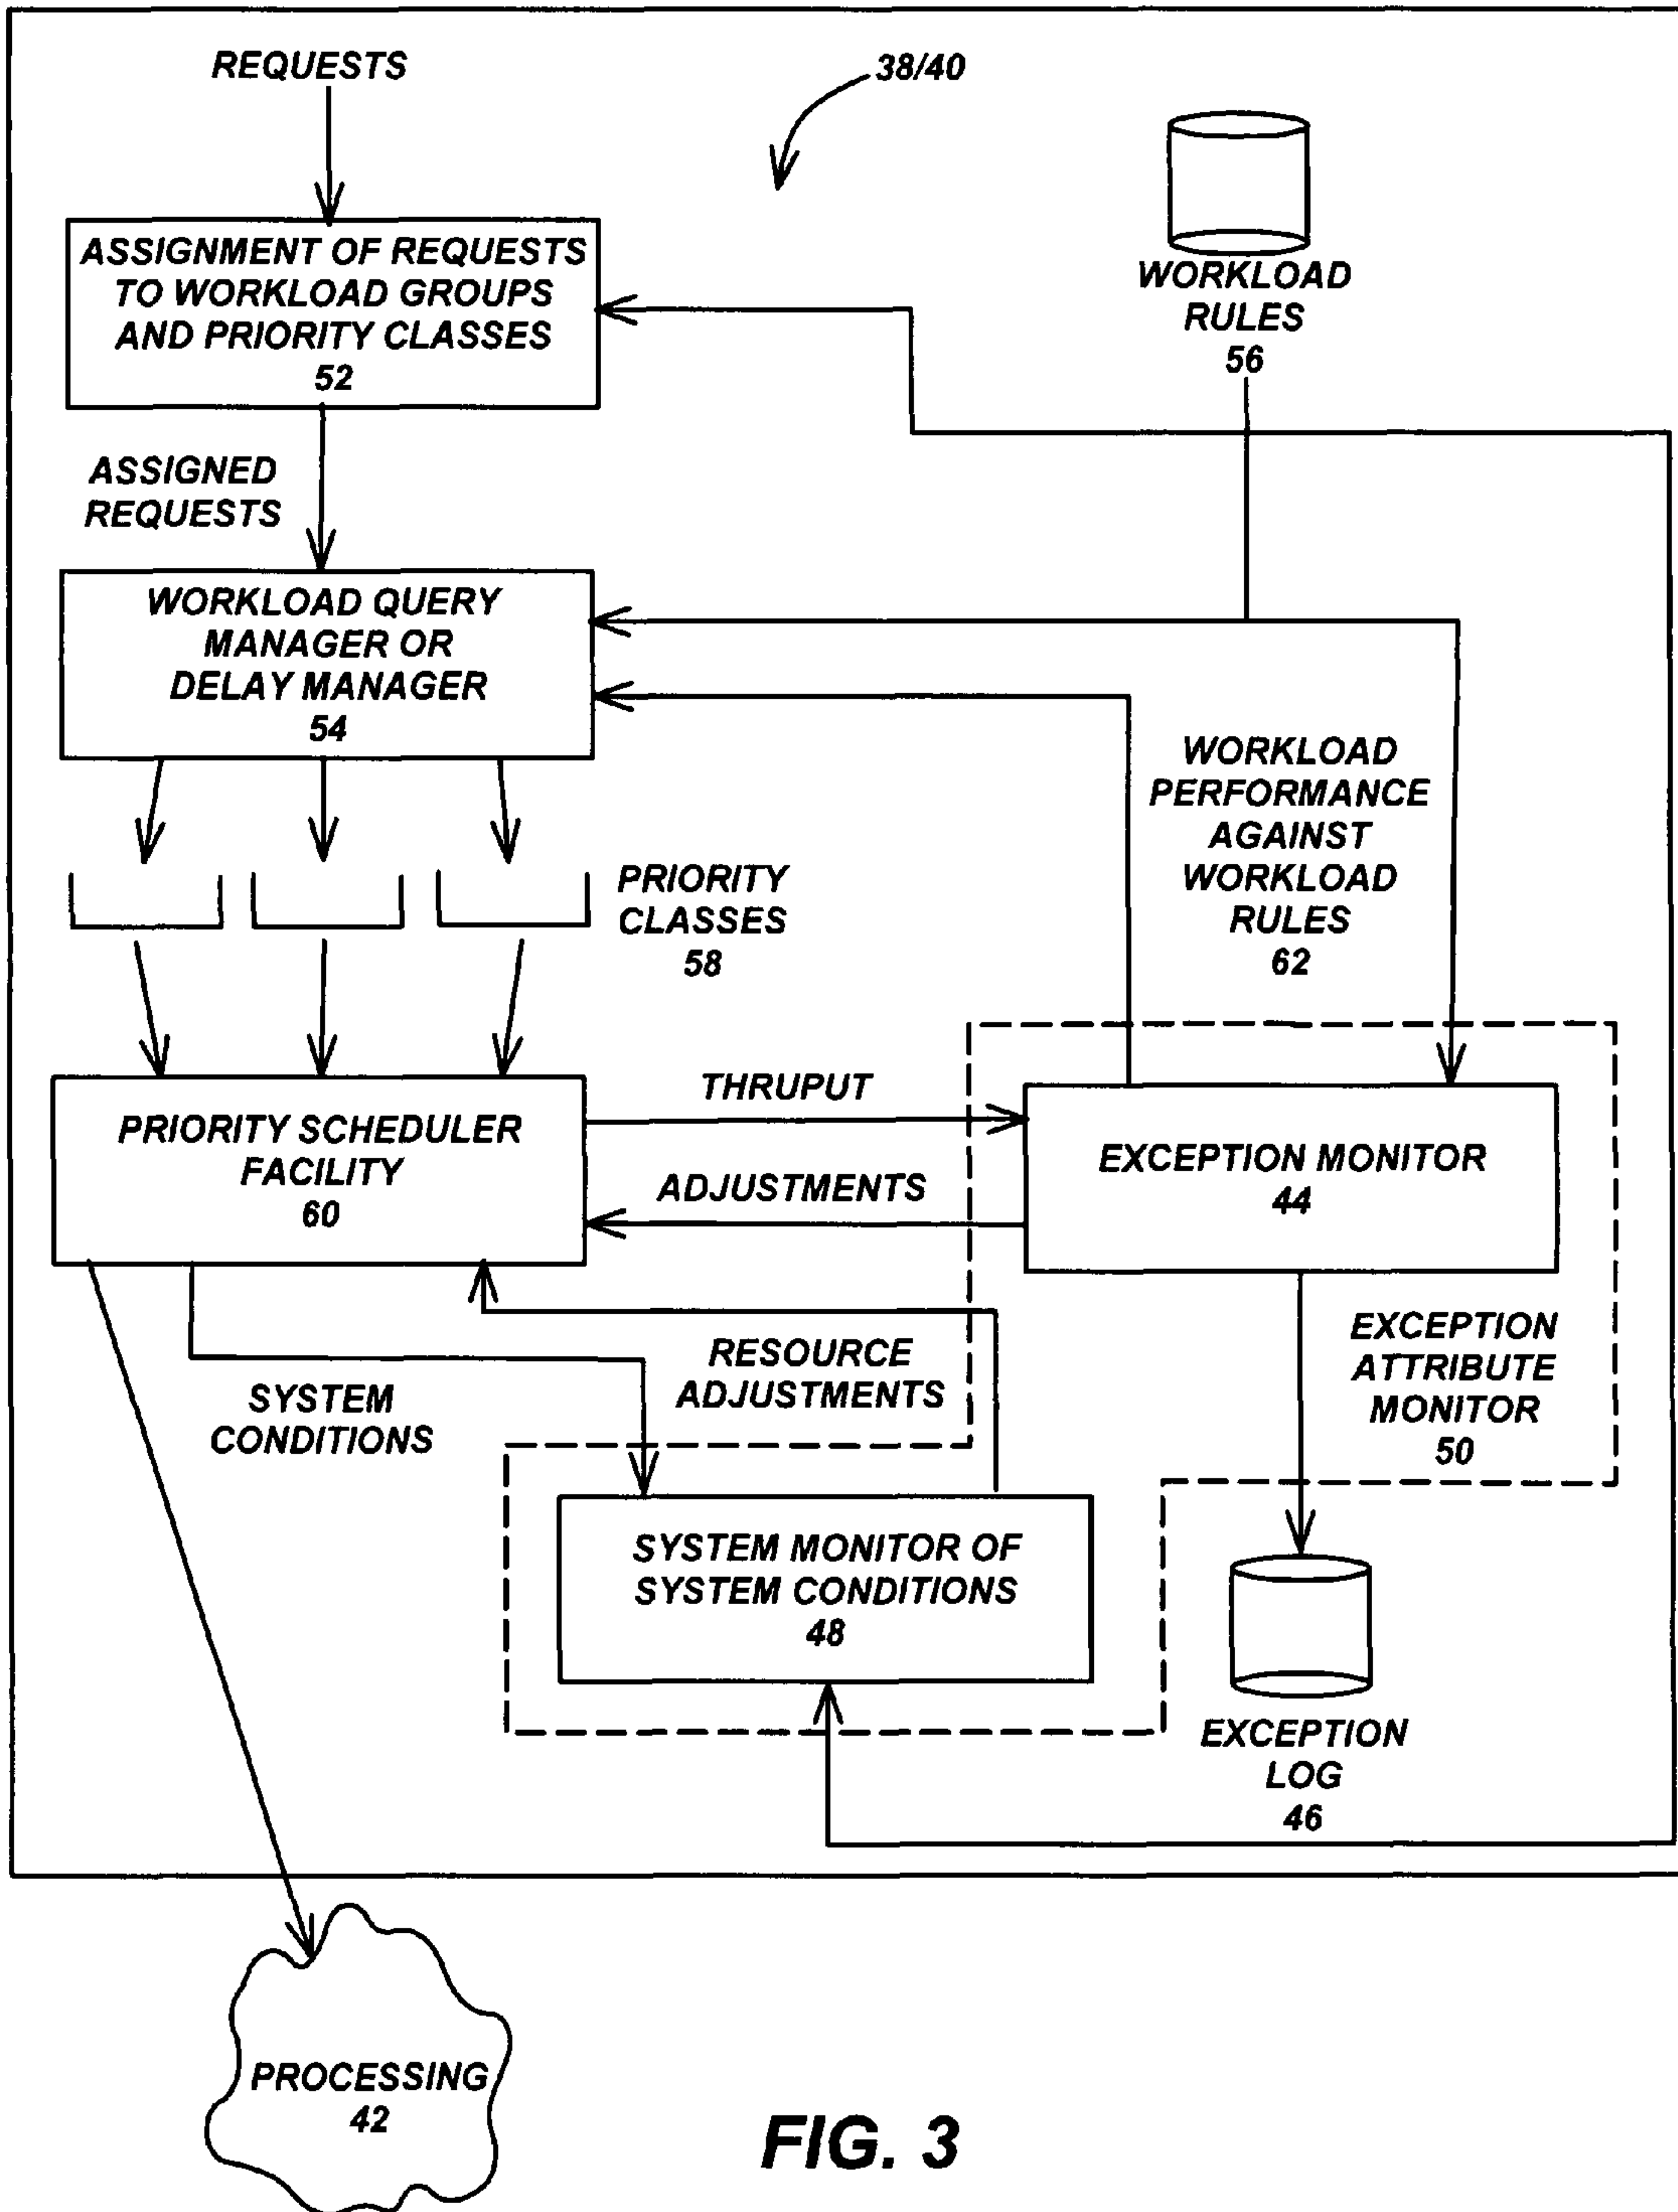 REQUESTS
38/40
ASSIGNMENT OF REQUESTS
TO WORKLOAD GROUPS
AND PRIORITY CLASSES
52
WORKLOAD
RULES
56
ASSIGNED
REQUESTS
WORKLOAD QUERY
MANAGER OR
DELAY MANAGER
54
WORKLOAD
PERFORMANCE
AGAINST
WORKLOAD
RULES
62
PRIORITY
CLASSES
58
THRUPUT
PRIORITY SCHEDULER
FACILITY
60
ADJUSTMENTS
EXCEPTION MONITOR
44
RESOURCE
ADJUSTMENTS
SYSTEM
CONDITIONS
EXCEPTION
ATTRIBUTE
MONITOR
50
SYSTEM MONITOR OF
SYSTEM CONDITIONS
48
EXCEPTION
LOG
46
PROCESSING
42
FIG. 3